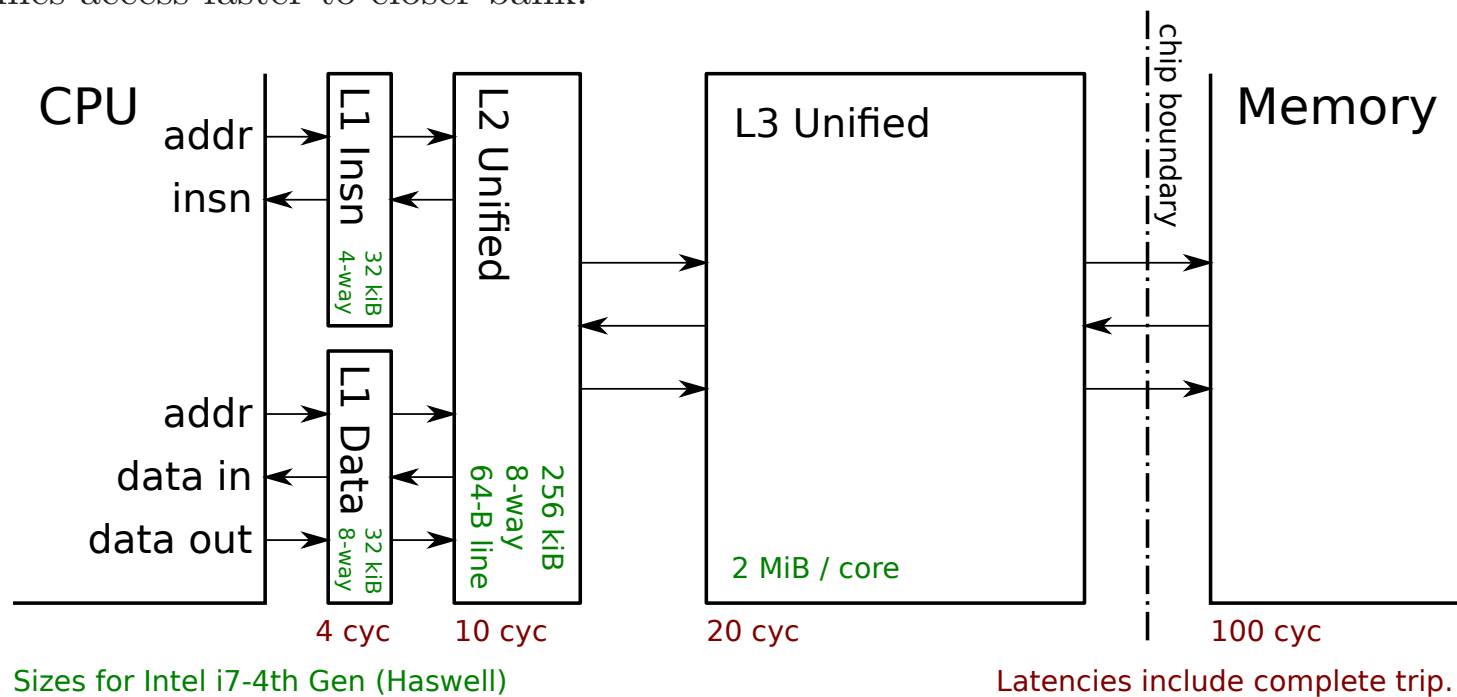 access faster to closer bank.
CPU
addr
insn
addr
data in
data out
L1 Insn
32 kiB
4-way
L1 Data
32 kiB
8-way
L2 Unified
256 kiB
8-way
64-B line
L3 Unified
2 MiB / core
chip boundary
Memory
4 cyc
10 cyc
20 cyc
100 cyc
Sizes for Intel i7-4th Gen (Haswell)
Latencies include complete trip.